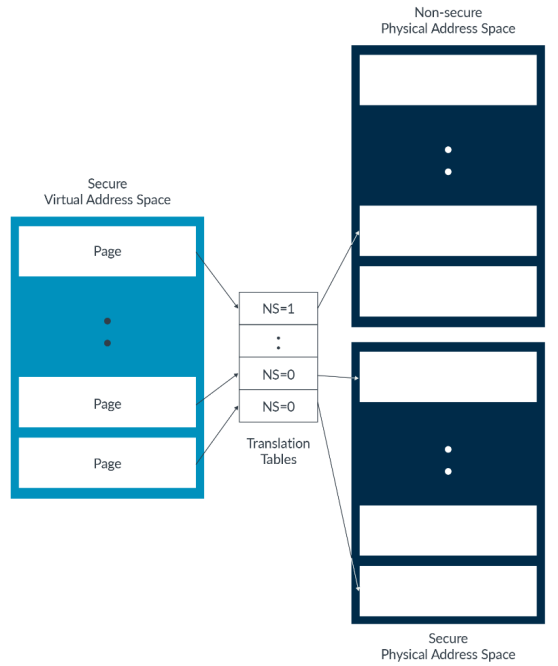 Non-secure
Physical Address Space
Secure
Virtual Address Space
Page
Page
Page
NS=1
NS=0
NS=0
Translation
Tables
Secure
Physical Address Space